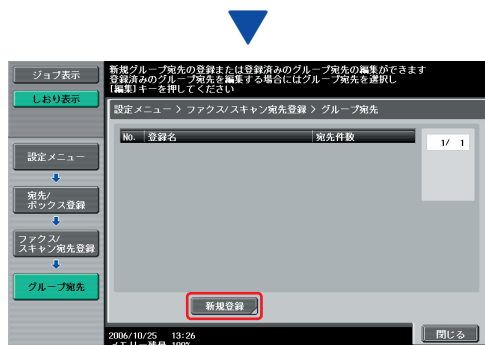 ジョブ表示
しおり表示
新規グループ宛先の登録または登録済みのグループ宛先の編集ができます
登録済みのグループ宛先を編集する場合にはグループ宛先を選択し
[編集]キーを押してください
設定メニュー > ファクス/スキャン宛先登録 > グループ宛先
No. 登録名 宛先件数
1/ 1
設定メニュー
宛先/
ボックス登録
ファクス/
スキャン宛先登録
グループ宛先
新規登録
2006/10/25 13:26
メモリー残量 100%
閉じる